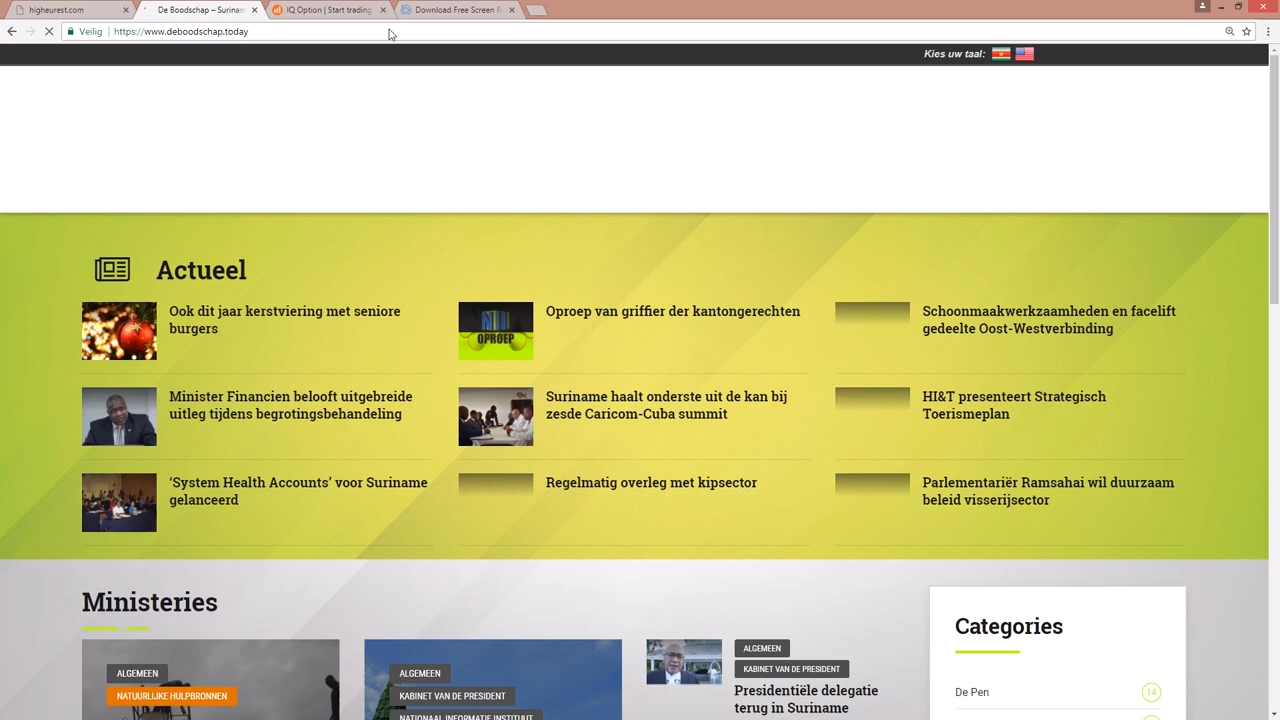 higheurest.com
De Boodschap – Surinam
IQ Option | Start trading
Download Free Screen R
Veilig
https://www.deboodschap.today
Kies uw taal:
Actueel
Ook dit jaar kerstviering met seniore
burgers
Oproep van griffier der kantongerechten
OPROEP
Schoonmaakwerkzaamheden en facelift
gedeelte Oost-Westverbinding
Minister Financien belooft uitgebreide
uitleg tijdens begrotingsbehandeling
Suriname haalt onderste uit de kan bij
zesde Caricom-Cuba summit
HI&T presenteert Strategisch
Toerismeplan
‘System Health Accounts’ voor Suriname
gelanceerd
Regelmatig overleg met kipsector
Parlementariër Ramsahai wil duurzaam
beleid visserijsector
Ministeries
ALGEMEEN
NATUURLIJKE HULPBRONNEN
ALGEMEEN
KABINET VAN DE PRESIDENT
NATIONAAL INFORMATIE INSTITUUT
ALGEMEEN
KABINET VAN DE PRESIDENT
Presidentiële delegatie
terug in Suriname
Categories
De Pen
14